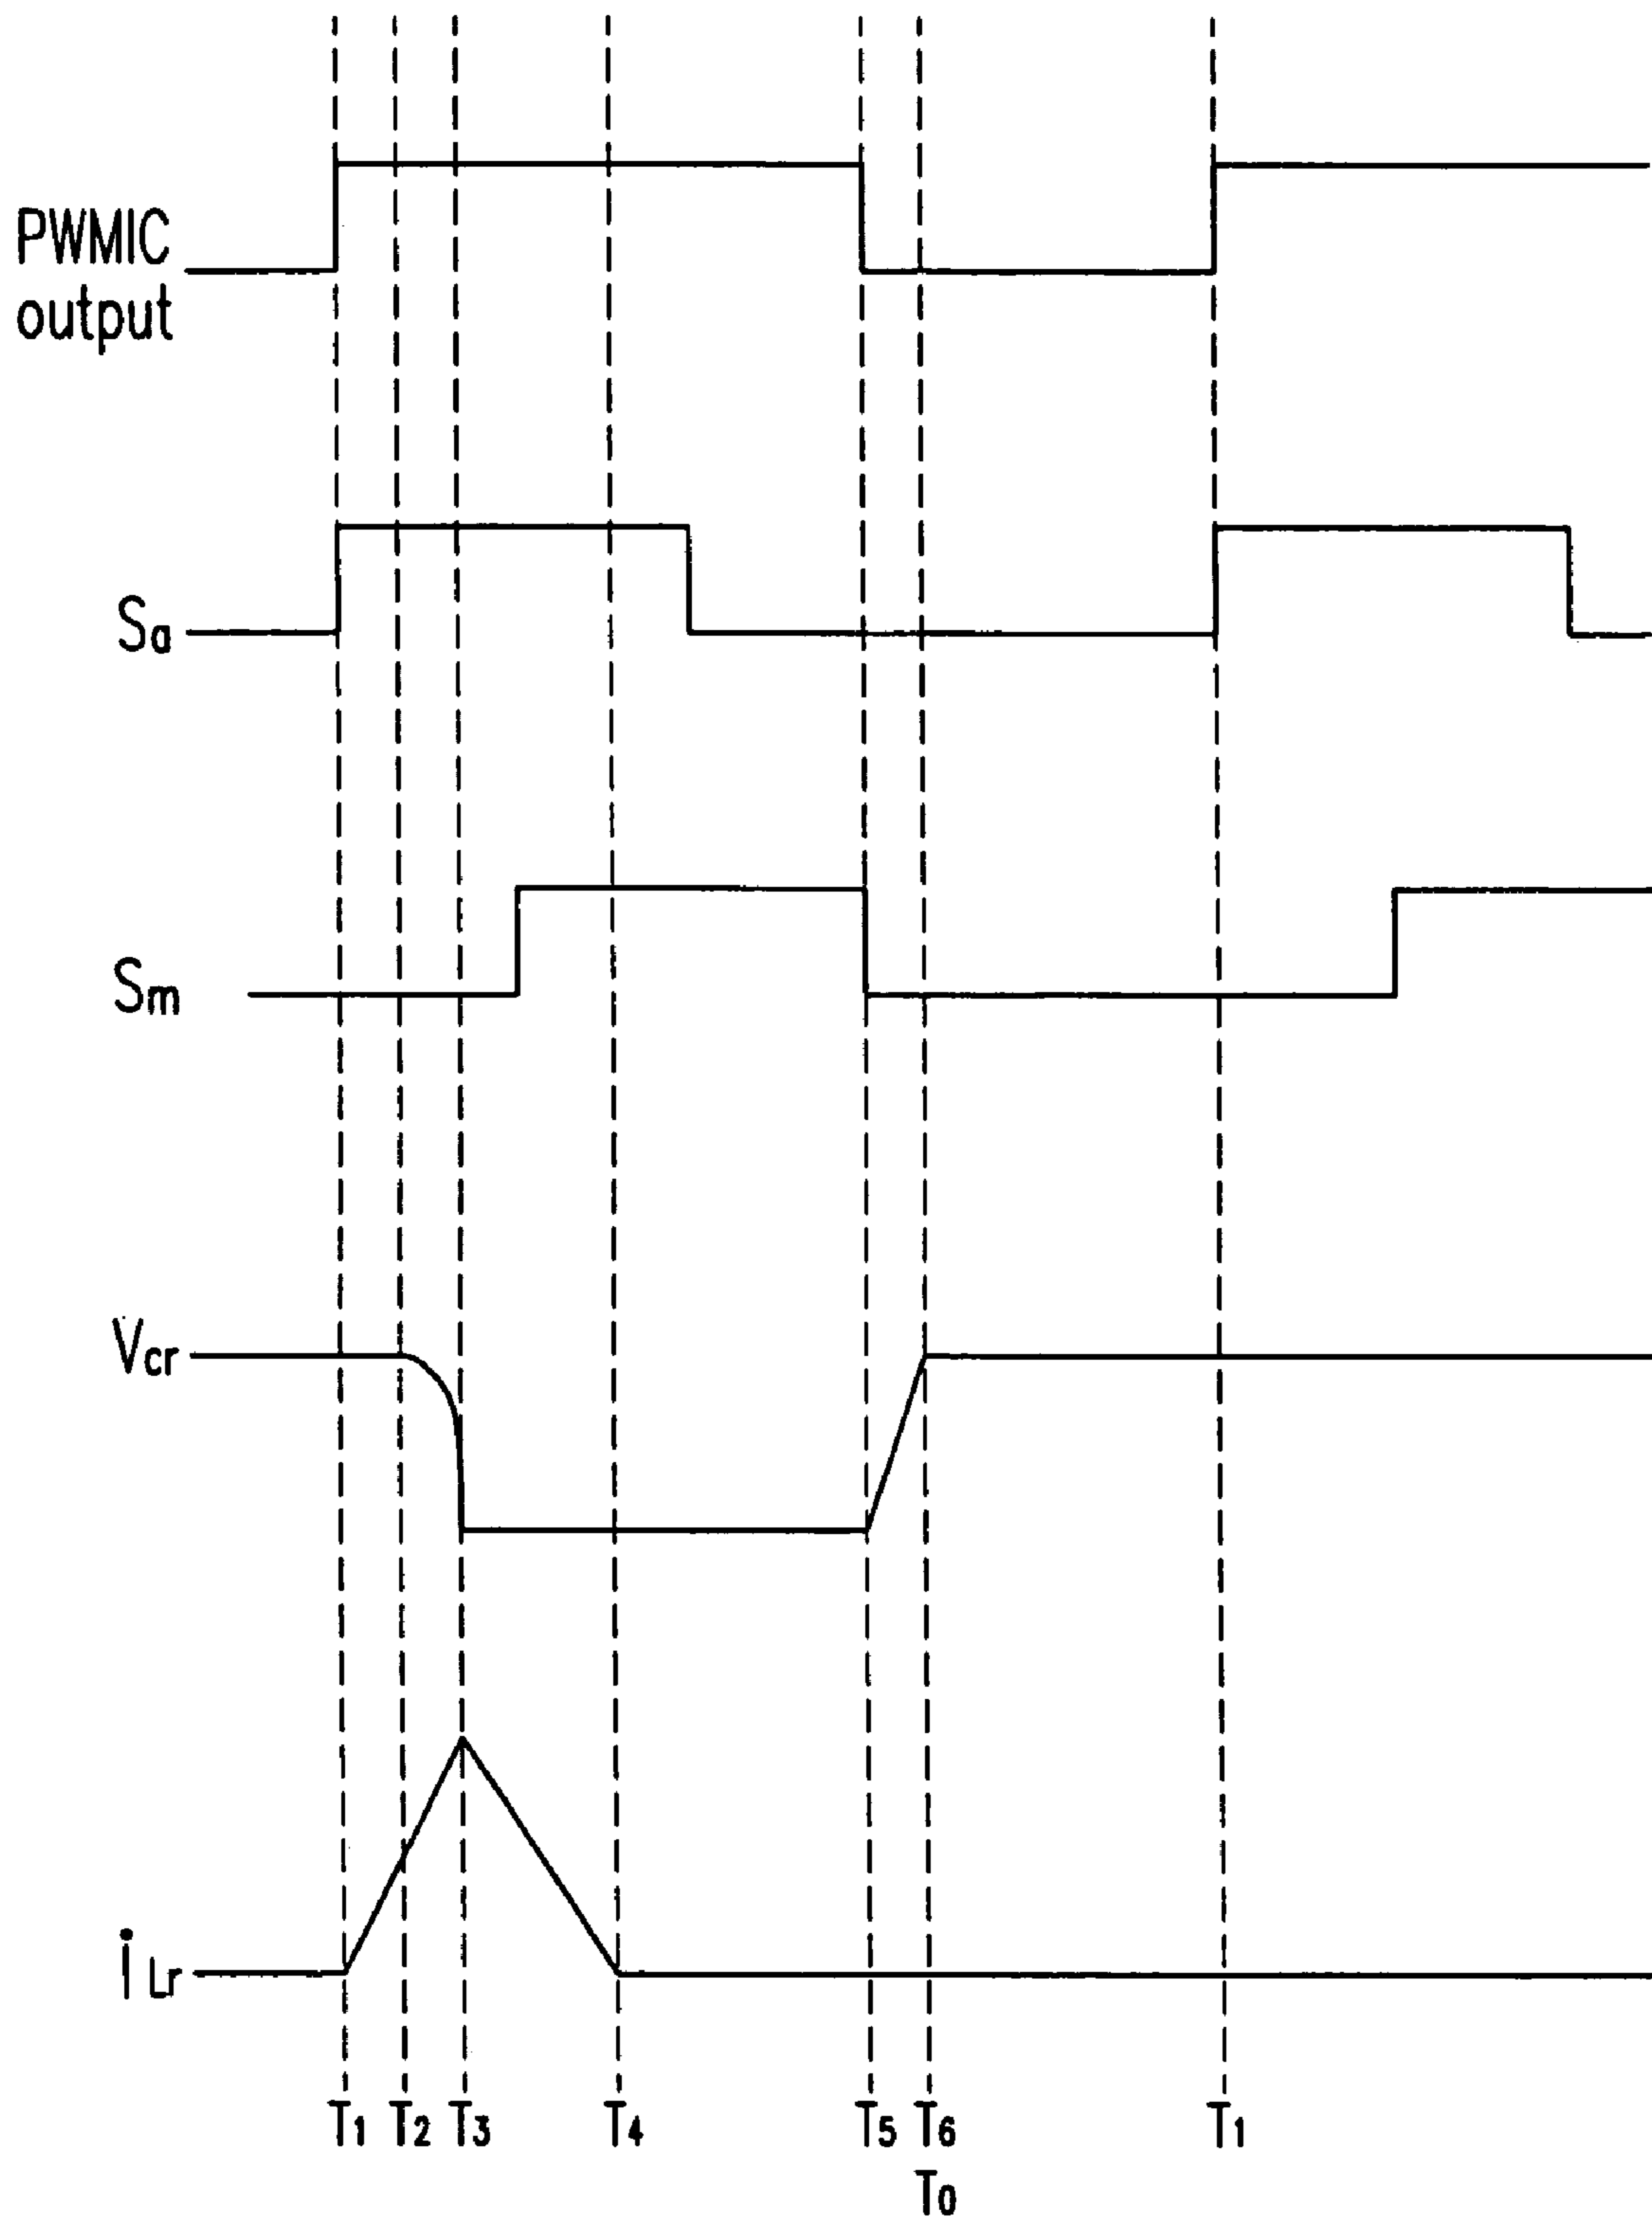 PWMIC
output
Sa
Sm
Vcr
iLr
T1 T2 T3 T4 T5 T6 T1
T0